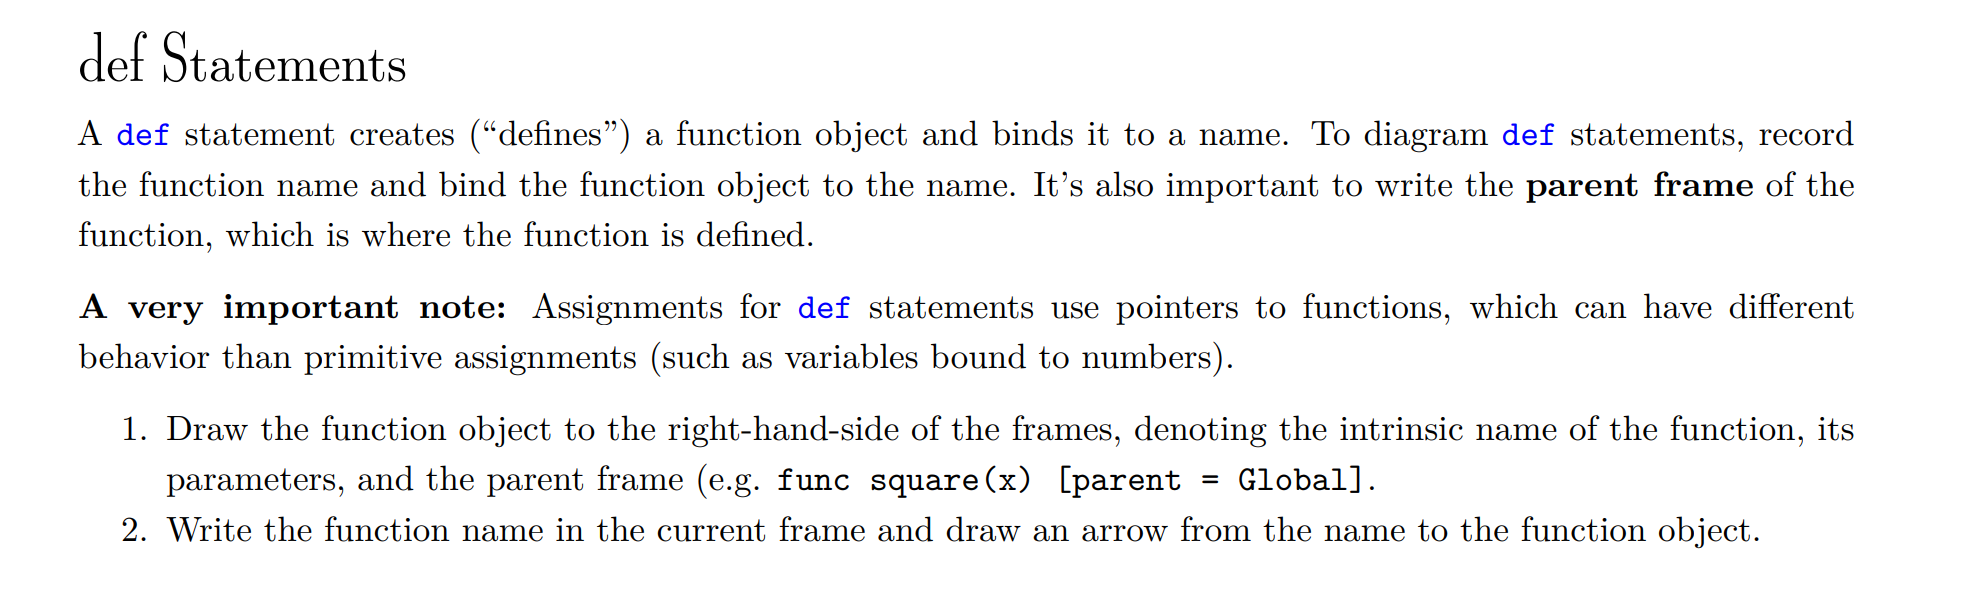 def Statements
A def statement creates (“defines”) a function object and binds it to a name. To diagram def statements, record
the function name and bind the function object to the name. It’s also important to write the parent frame of the
function, which is where the function is defined.
A very important note: Assignments for def statements use pointers to functions, which can have different
behavior than primitive assignments (such as variables bound to numbers).
1. Draw the function object to the right-hand-side of the frames, denoting the intrinsic name of the function, its
parameters, and the parent frame (e.g. func square(x) [parent = Global].
2. Write the function name in the current frame and draw an arrow from the name to the function object.